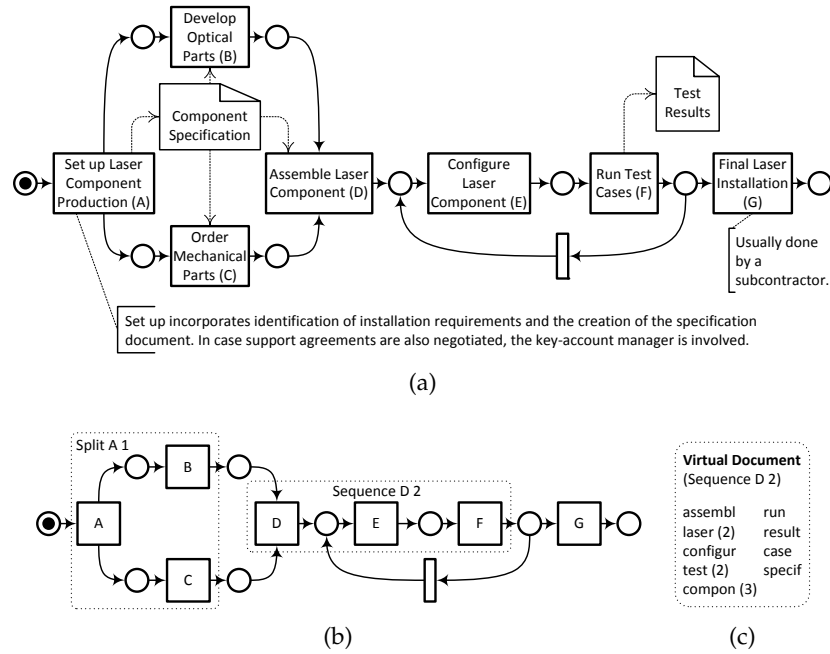 Develop
Optical
Parts (B)
Component
Specification
Test
Results
Set up Laser
Component
Production (A)
Assemble Laser
Component (D)
Configure
Laser
Component (E)
Run Test
Cases (F)
Final Laser
Installation
(G)
Order
Mechanical
Parts (C)
Usually done
by a
subcontractor.
Set up incorporates identification of installation requirements and the creation of the specification
document. In case support agreements are also negotiated, the key-account manager is involved.
(a)
Split A 1
B
A
C
Sequence D 2
D
E
F
G
(b)
Virtual Document
(Sequence D 2)
assembl run
laser (2) result
configur case
test (2) specif
compon (3)
(c)